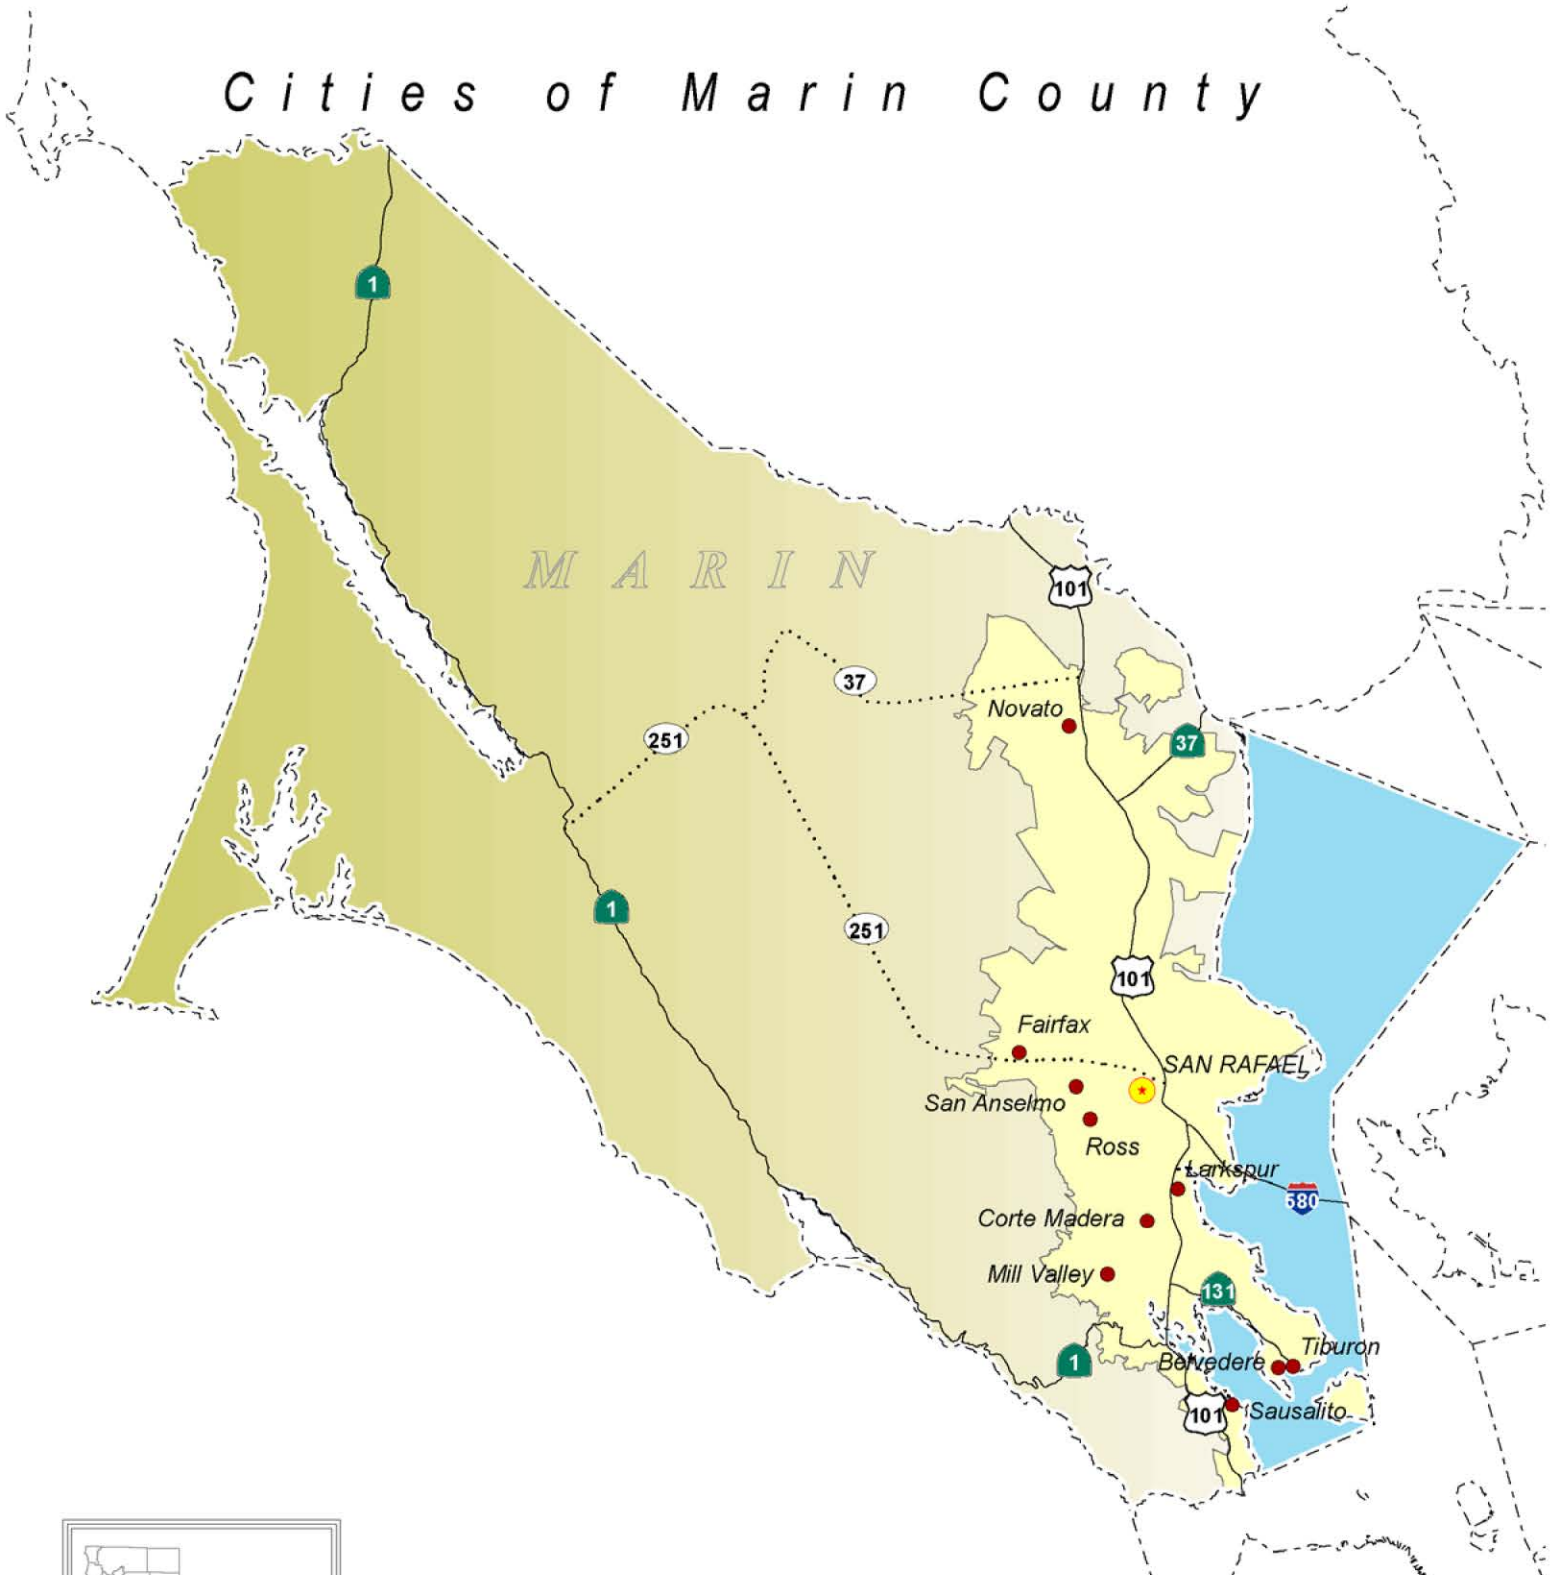 Cities of Marin County
1
MARIN
101
37
Novato
251
37
1
251
101
Fairfax
SAN RAFAEL
San Anselmo
Ross
Larkspur
580
Corte Madera
Mill Valley
131
Tiburon
1
Belvedere
101
Sausalito